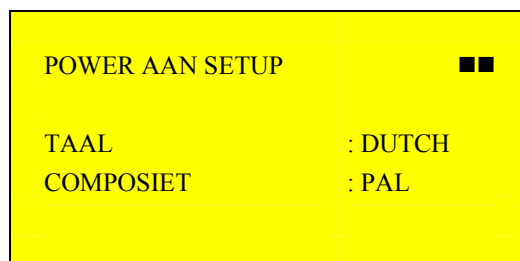 POWER AAN SETUP ■■
TAAL : DUTCH
COMPOSIET : PAL